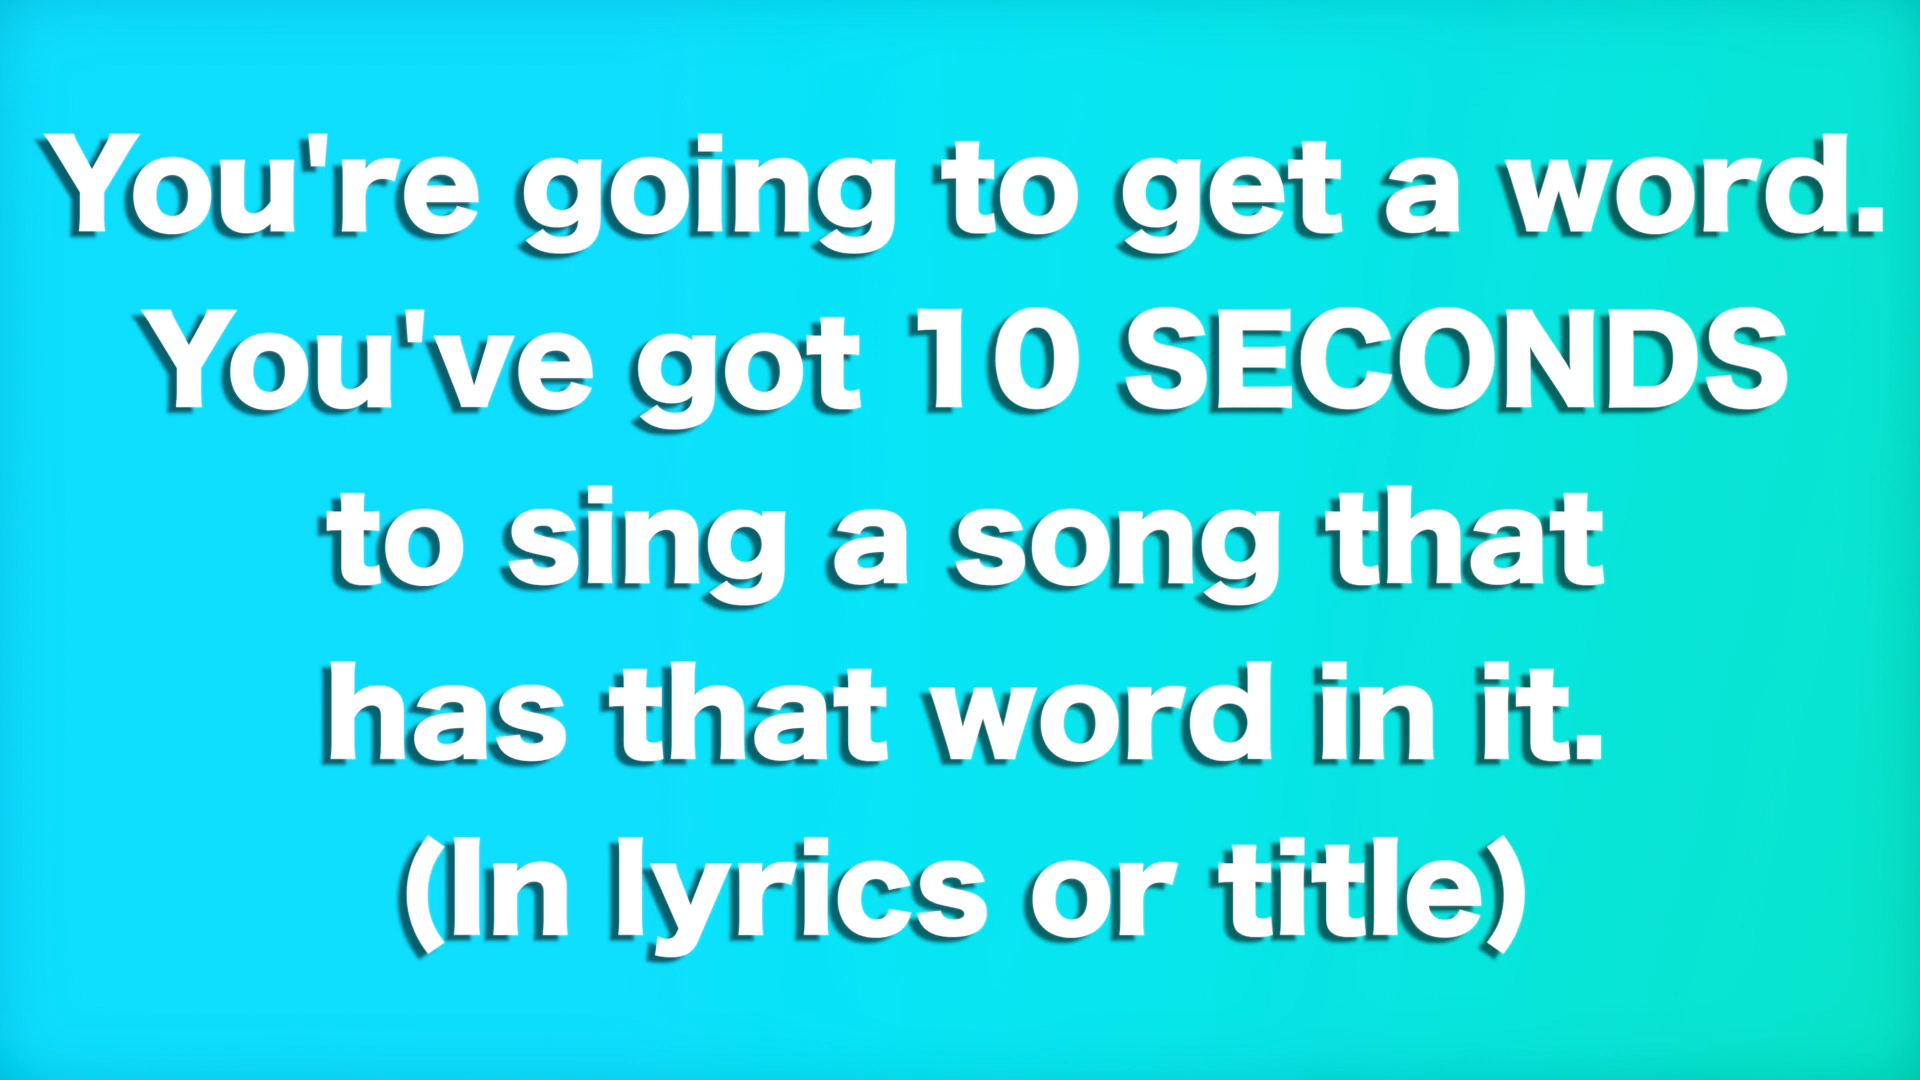 You're going to get a word.
You've got 10 SECONDS
to sing a song that
has that word in it.
(In lyrics or title)